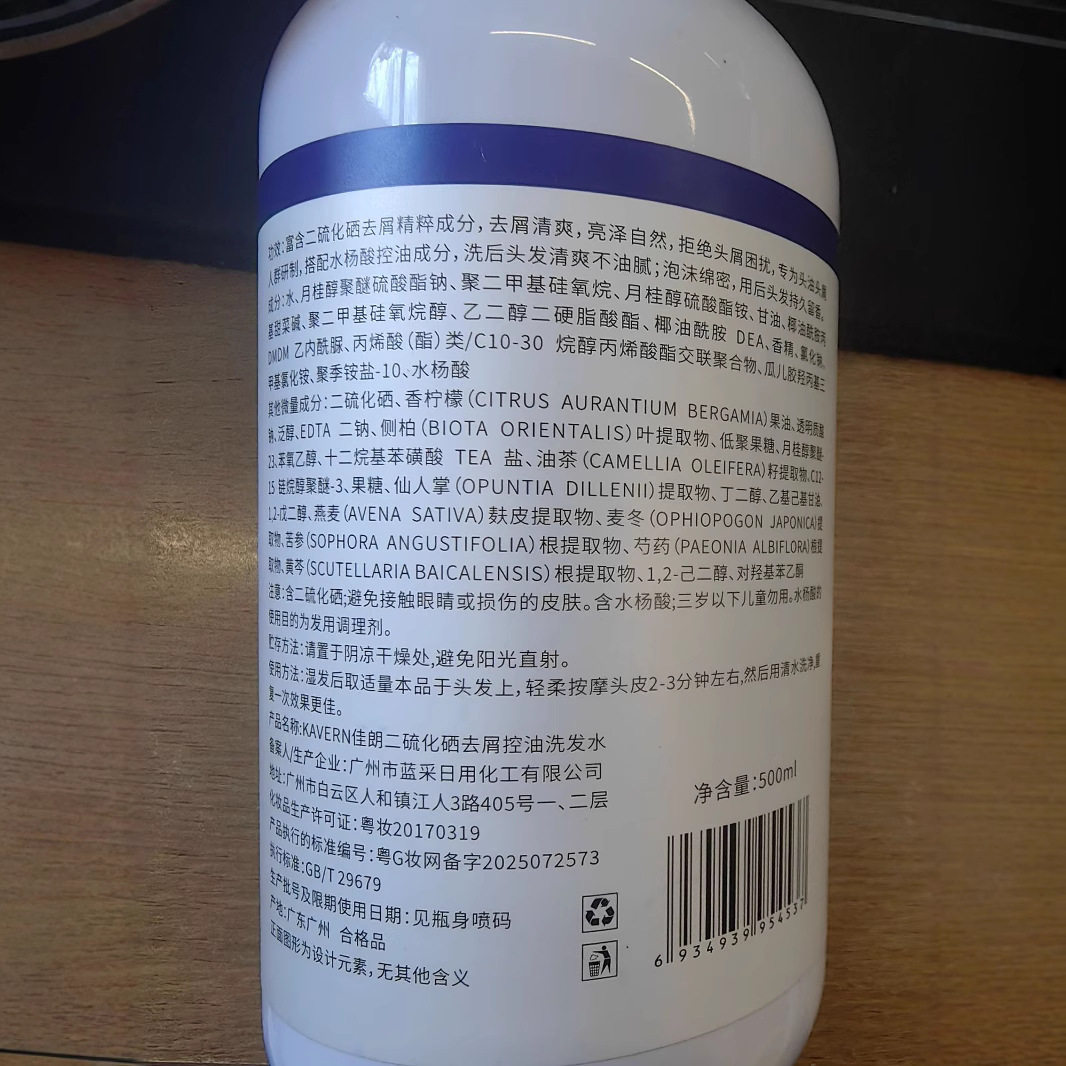 功效：富含二硫化硒去屑精粹成分，去屑清爽，亮泽自然，拒绝头屑困扰，专为头油头屑
人群研制，搭配水杨酸控油成分，洗后头发清爽不油腻；泡沫绵密，用后头发持久留香。
成分：水、月桂醇聚醚硫酸酯钠、聚二甲基硅氧烷、月桂醇硫酸酯铵、甘油、椰油酰胺丙
基甜菜碱、聚二甲基硅氧烷醇、乙二醇二硬脂酸酯、椰油酰胺 DEA、香精、氯化钠、
DMDM 乙内酰脲、丙烯酸（酯）类/C10-30 烷醇丙烯酸酯交联聚合物、瓜儿胶羟丙基三
甲基氯化铵、聚季铵盐-10、水杨酸
其他微量成分：二硫化硒、香柠檬（CITRUS AURANTIUM BERGAMIA）果油、透明质酸
钠、泛醇、EDTA 二钠、侧柏（BIOTA ORIENTALIS）叶提取物、低聚果糖、月桂醇聚醚-
23、苯氧乙醇、十二烷基苯磺酸 TEA 盐、油茶（CAMELLIA OLEIFERA）籽提取物、C12-
15 链烷醇聚醚-3、果糖、仙人掌（OPUNTIA DILLENII）提取物、丁二醇、乙基己基甘油、
1,2-戊二醇、燕麦（AVENA SATIVA）麸皮提取物、麦冬（OPHIOPOGON JAPONICA）提
取物、苦参（SOPHORA ANGUSTIFOLIA）根提取物、芍药（PAEONIA ALBIFLORA）根提
取物、黄芩（SCUTELLARIA BAICALENSIS）根提取物、1,2-己二醇、对羟基苯乙酮
注意：含二硫化硒;避免接触眼睛或损伤的皮肤。含水杨酸;三岁以下儿童勿用。水杨酸的
使用目的为发用调理剂。
贮存方法：请置于阴凉干燥处,避免阳光直射。
使用方法：湿发后取适量本品于头发上，轻柔按摩头皮2-3分钟左右,然后用清水洗净,重
复一次效果更佳。
产品名称:KAVERN佳朗二硫化硒去屑控油洗发水
备案人/生产企业：广州市蓝采日用化工有限公司
地址：广州市白云区人和镇江人3路405号一、二层
化妆品生产许可证：粤妆20170319
产品执行的标准编号：粤G妆网备字2025072573
执行标准：GB/T 29679
生产批号及限期使用日期：见瓶身喷码
产地：广东广州 合格品
正面图形为设计元素，无其他含义
净含量：500ml
6 934939 954537